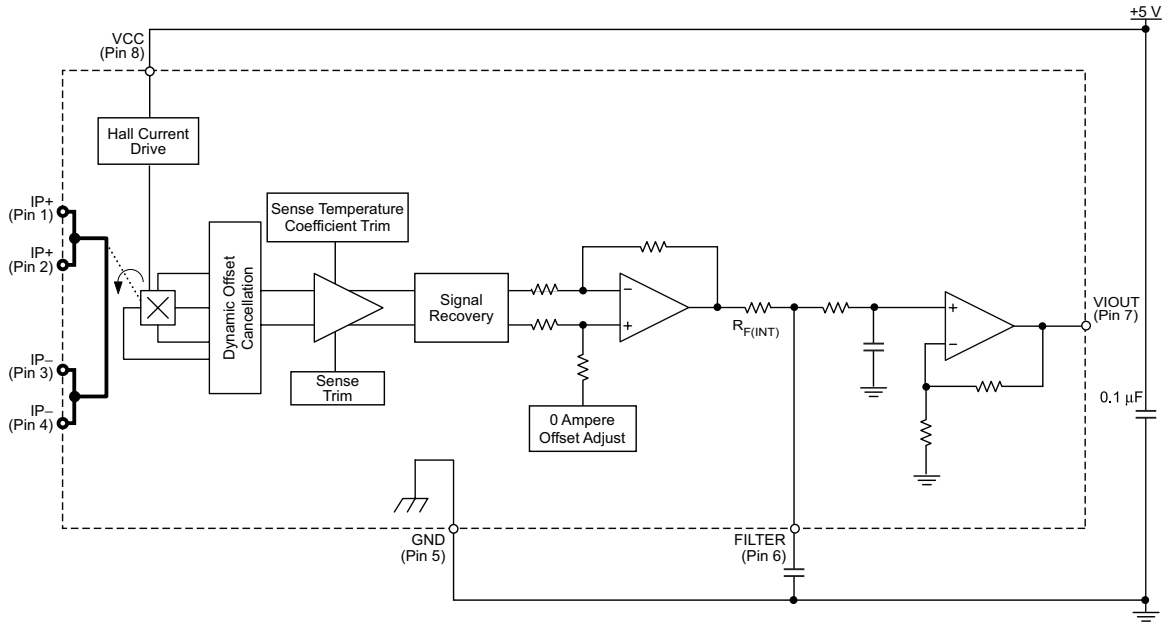 +5 V
VCC
(Pin 8)
Hall Current
Drive
IP+
(Pin 1)
IP+
(Pin 2)
IP–
(Pin 3)
IP–
(Pin 4)
Dynamic Offset
Cancellation
Sense Temperature
Coefficient Trim
Sense
Trim
Signal
Recovery
0 Ampere
Offset Adjust
–
+
RF(INT)
+
–
VIOUT
(Pin 7)
0.1 μF
GND
(Pin 5)
FILTER
(Pin 6)